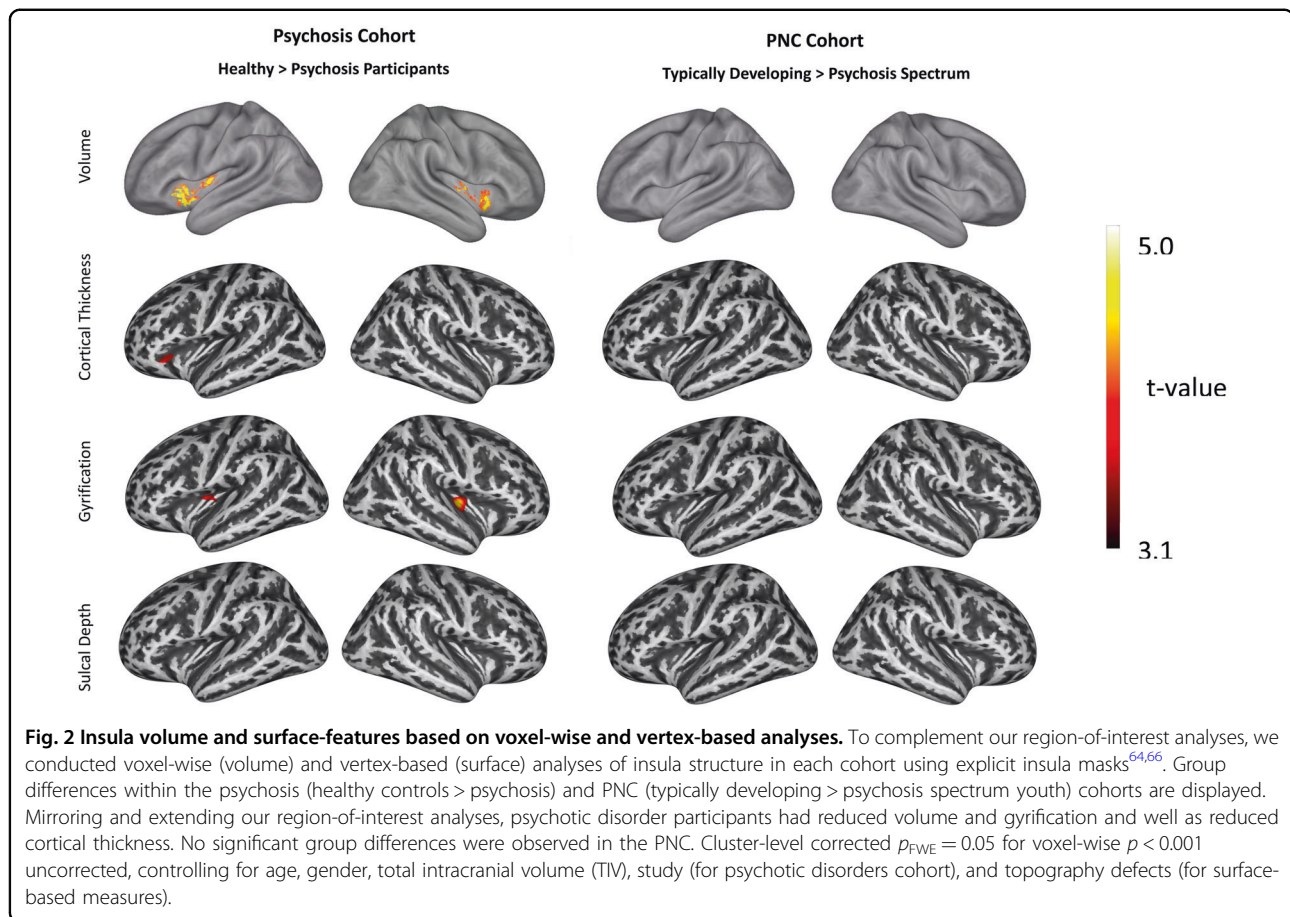 Psychosis Cohort
Healthy > Psychosis Participants
PNC Cohort
Typically Developing > Psychosis Spectrum
Volume
Cortical Thickness
Gyrification
Sulcal Depth
5.0
t-value
3.1
Fig. 2 Insula volume and surface-features based on voxel-wise and vertex-based analyses. To complement our region-of-interest analyses, we
conducted voxel-wise (volume) and vertex-based (surface) analyses of insula structure in each cohort using explicit insula masks64,66. Group
differences within the psychosis (healthy controls > psychosis) and PNC (typically developing > psychosis spectrum youth) cohorts are displayed.
Mirroring and extending our region-of-interest analyses, psychotic disorder participants had reduced volume and gyrification and well as reduced
cortical thickness. No significant group differences were observed in the PNC. Cluster-level corrected pFWE = 0.05 for voxel-wise p < 0.001
uncorrected, controlling for age, gender, total intracranial volume (TIV), study (for psychotic disorders cohort), and topography defects (for surface-
based measures).